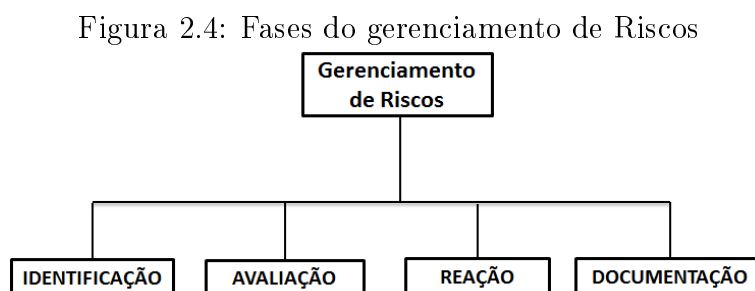 Figura 2.4: Fases do gerenciamento de Riscos
Gerenciamento
de Riscos
IDENTIFICAÇÃO
AVALIAÇÃO
REAÇÃO
DOCUMENTAÇÃO